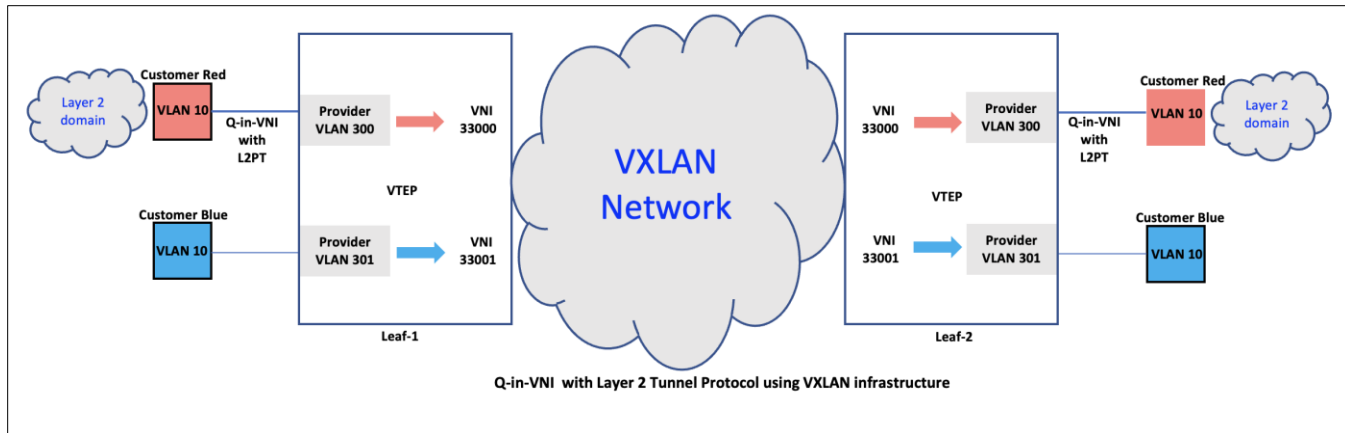 Customer Red
Layer 2
domain
VLAN 10
Q-in-VNI
with
L2PT
Provider
VLAN 300
VNI
33000
VTEP
Customer Blue
VLAN 10
Provider
VLAN 301
VNI
33001
Leaf-1
VXLAN
Network
VNI
33000
Provider
VLAN 300
Q-in-VNI
with
L2PT
Customer Red
VLAN 10
Layer 2
domain
VTEP
VNI
33001
Provider
VLAN 301
Customer Blue
VLAN 10
Leaf-2
Q-in-VNI with Layer 2 Tunnel Protocol using VXLAN infrastructure